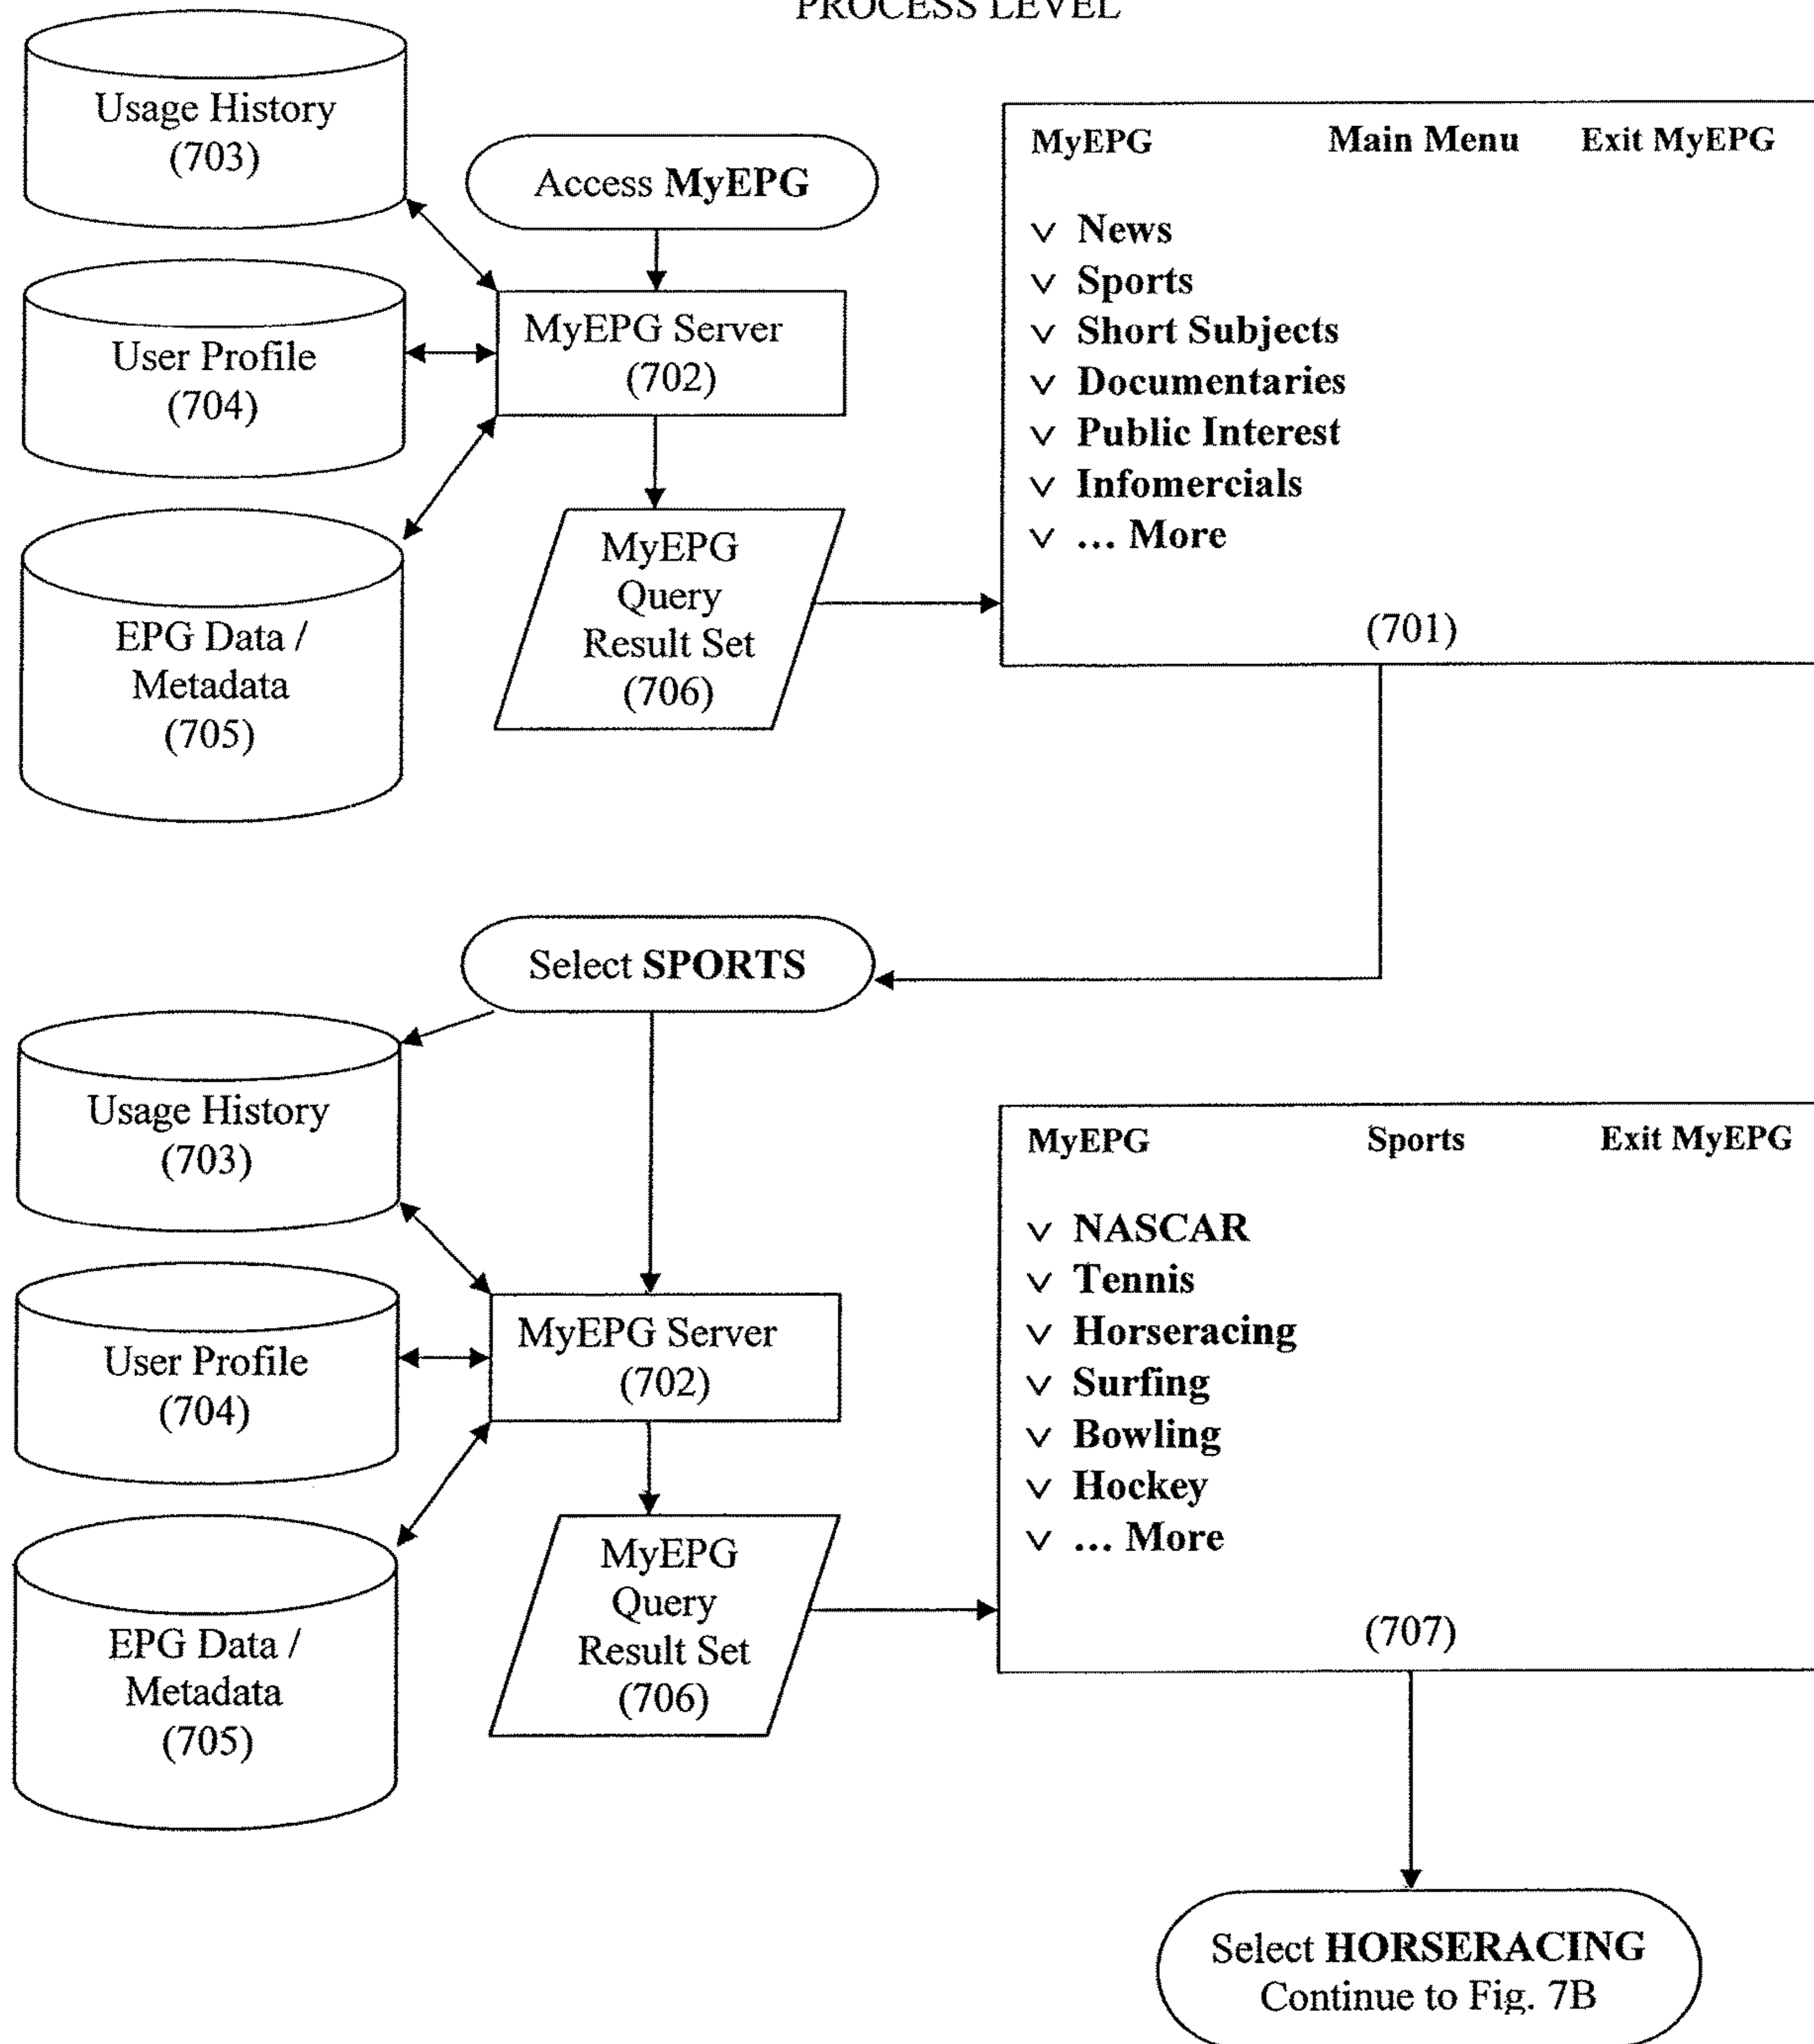 PROCESS LEVEL
Usage History
(703)
Access MyEPG
User Profile
(704)
MyEPG Server
(702)
EPG Data /
Metadata
(705)
MyEPG
Query
Result Set
(706)
MyEPG Main Menu Exit MyEPG
v News
v Sports
v Short Subjects
v Documentaries
v Public Interest
v Infomercials
v ... More
(701)
Select SPORTS
Usage History
(703)
User Profile
(704)
MyEPG Server
(702)
EPG Data /
Metadata
(705)
MyEPG
Query
Result Set
(706)
MyEPG Sports Exit MyEPG
v NASCAR
v Tennis
v Horseracing
v Surfing
v Bowling
v Hockey
v ... More
(707)
Select HORSERACING
Continue to Fig. 7B